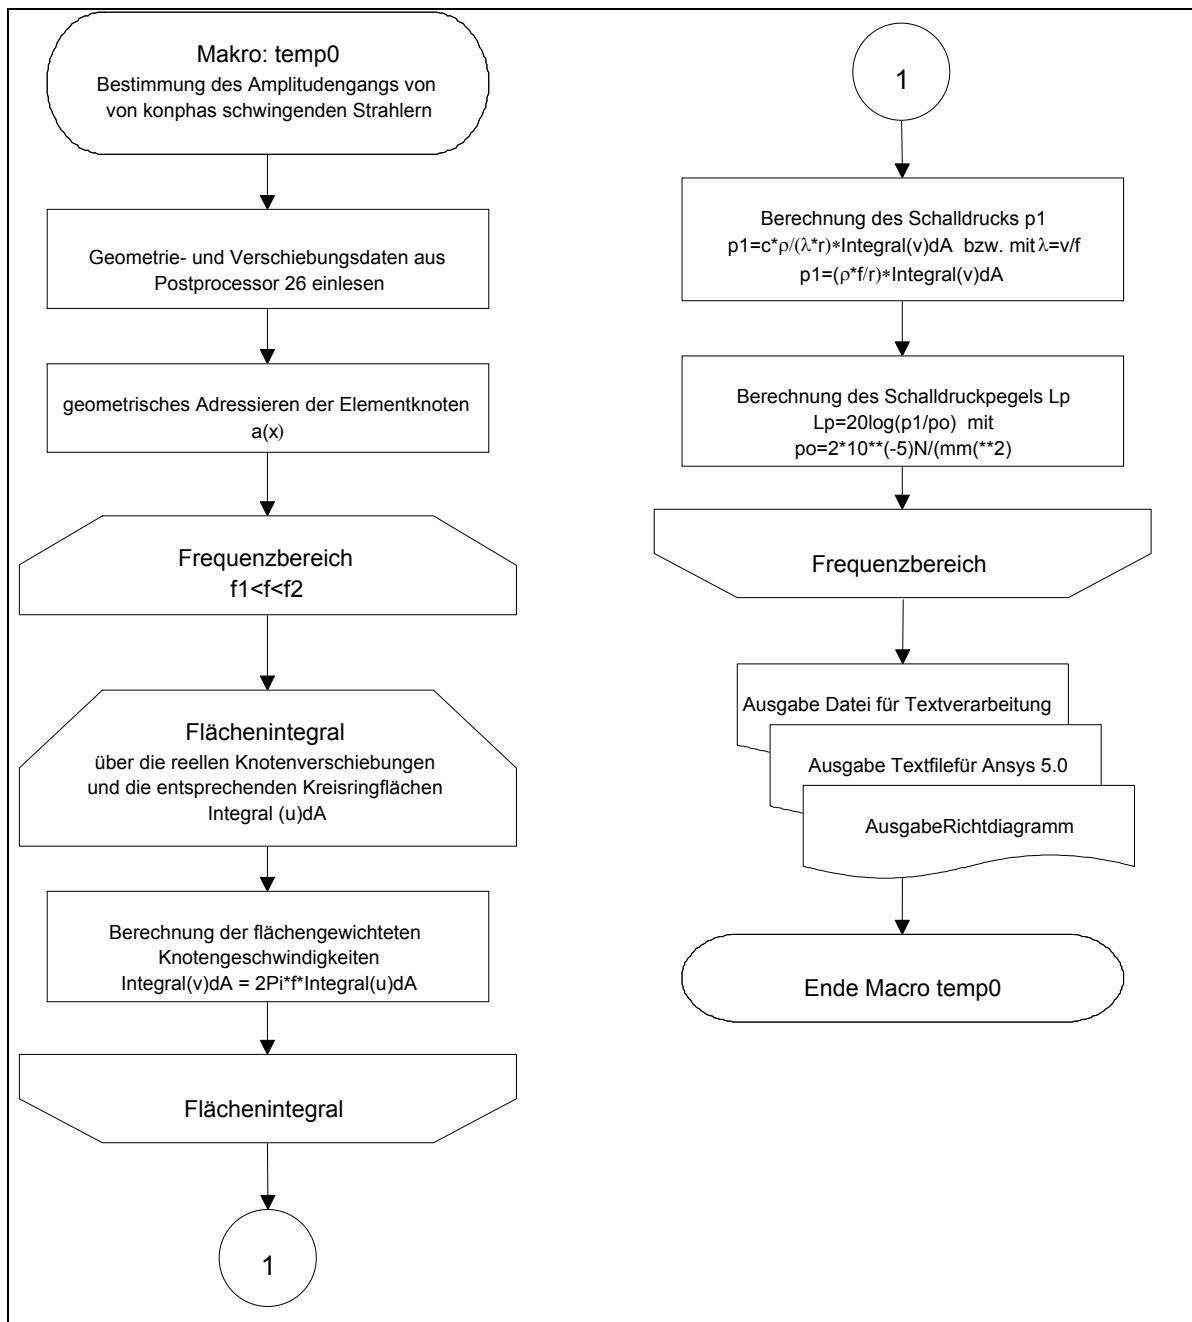 Makro: temp0
Bestimmung des Amplitudengangs von
von konphas schwingenden Strahlern
Geometrie- und Verschiebungsdaten aus
Postprocessor 26 einlesen
geometrisches Adressieren der Elementknoten
a(x)
Frequenzbereich
f1<f<f2
Flächenintegral
über die reellen Knotenverschiebungen
und die entsprechenden Kreisringflächen
Integral (u)dA
Berechnung der flächengewichteten
Knotengeschwindigkeiten
Integral(v)dA = 2Pi*f*Integral(u)dA
Flächenintegral
1
1
Berechnung des Schalldrucks p1
p1=c*ρ/(λ*r)*Integral(v)dA bzw. mit λ=v/f
p1=(ρ*f/r)*Integral(v)dA
Berechnung des Schalldruckpegels Lp
Lp=20log(p1/po) mit
po=2*10**(-5)N/(mm(**2)
Frequenzbereich
Ausgabe Datei für Textverarbeitung
Ausgabe Textfilefür Ansys 5.0
AusgabeRichtdiagramm
Ende Macro temp0